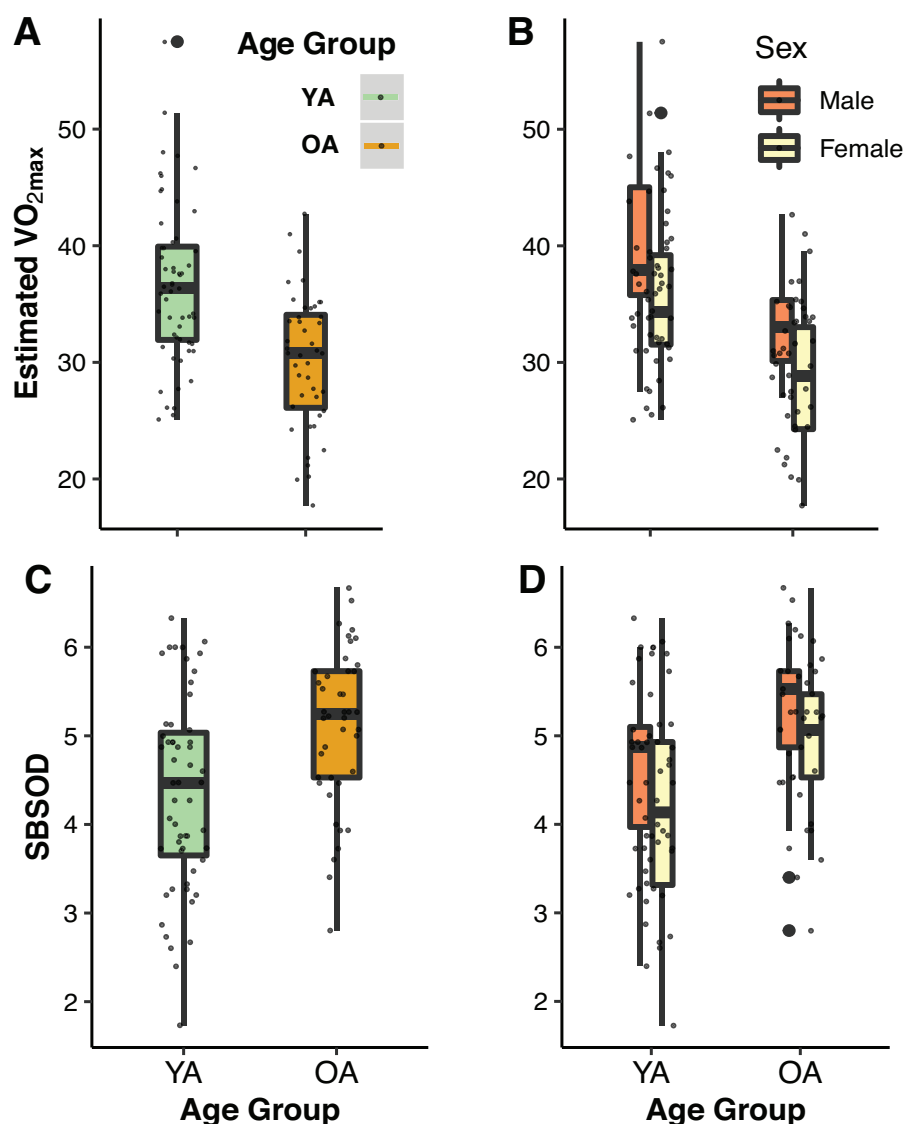 A
Age Group
YA
OA
Estimated VO2max
50
40
30
20
B
Sex
Male
Female
50
40
30
20
C
SBSOD
6
5
4
3
2
YA
OA
Age Group
D
6
5
4
3
2
YA
OA
Age Group